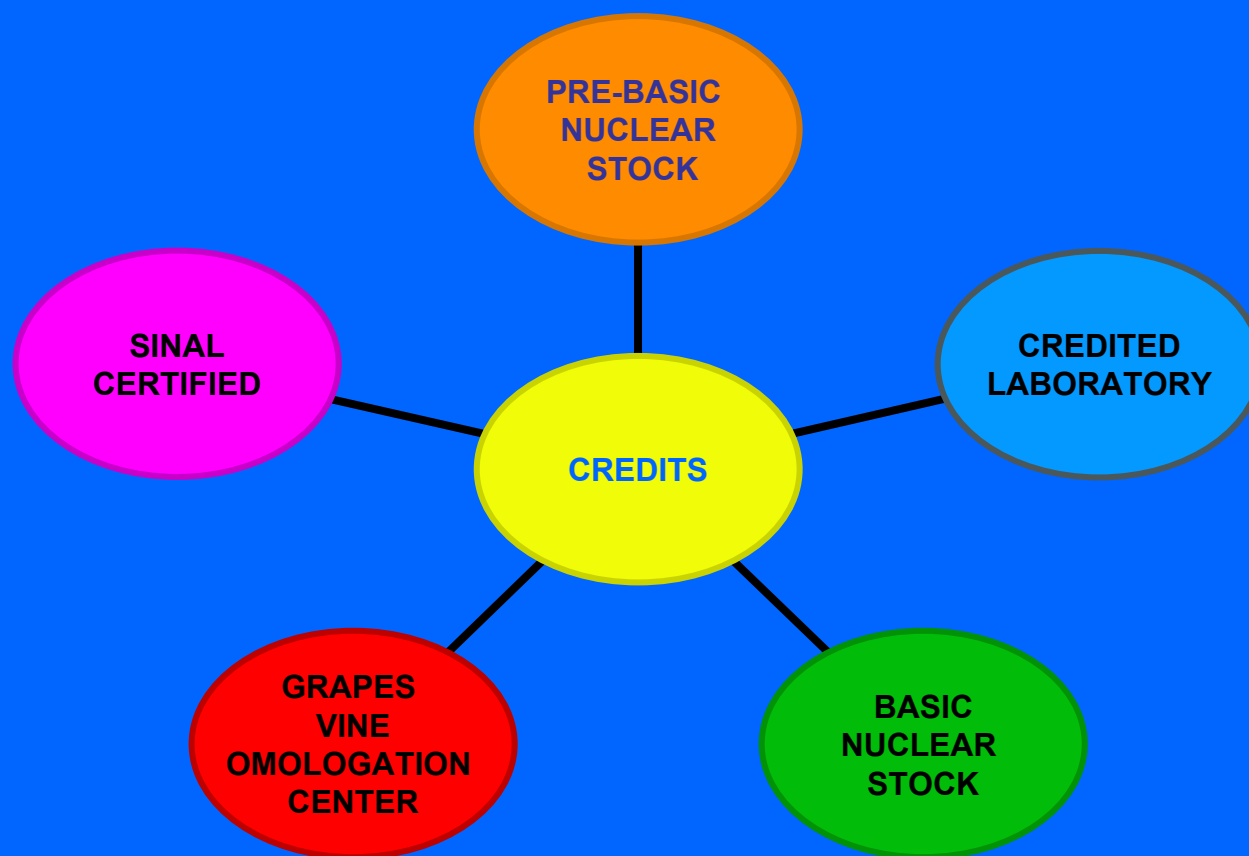 PRE-BASIC
NUCLEAR
STOCK
SINAL
CERTIFIED
CREDITED
LABORATORY
CREDITS
GRAPES
VINE
OMOLOGATION
CENTER
BASIC
NUCLEAR
STOCK